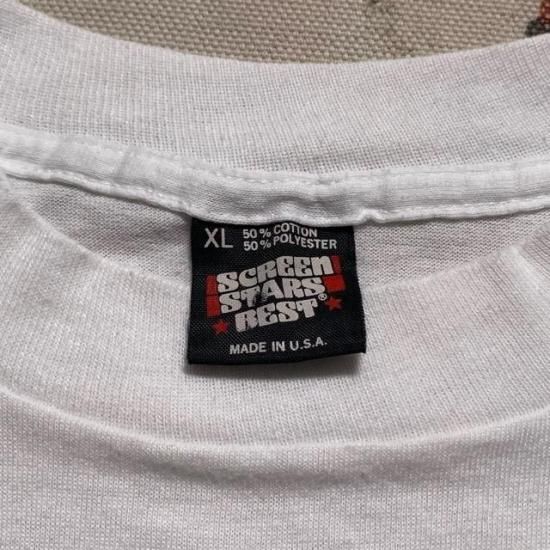 XL 50% COTTON
50% POLYESTER
SCREEN
STARS
BEST®
MADE IN U.S.A.